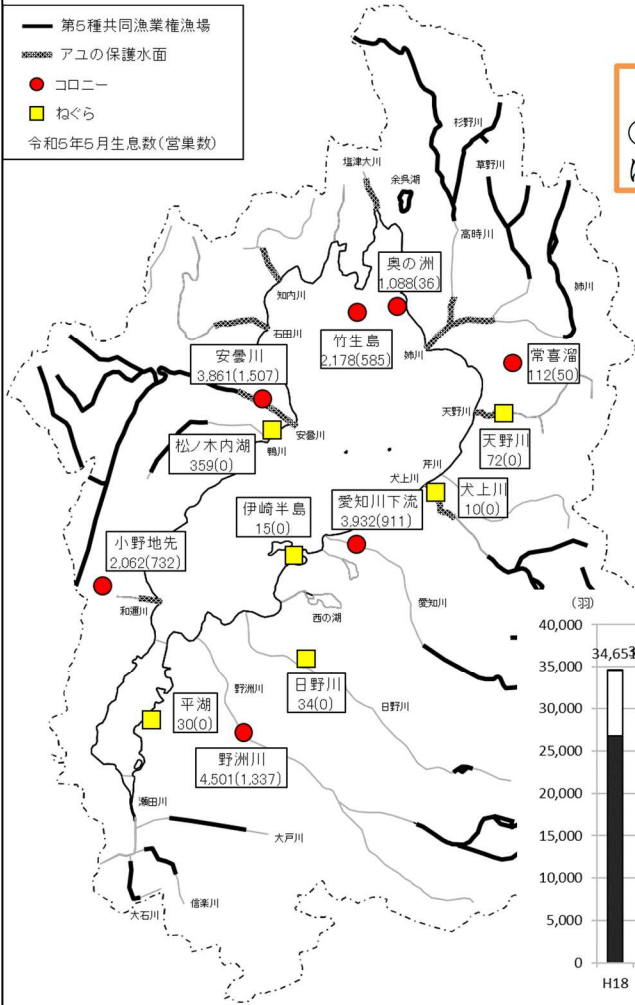 第5種共同漁業権漁場
アユの保護水面
コロニー
ねぐら
令和5年5月生息数(営巣数)
杉野川
塩津大川
余呉湖
草野川
高時川
奥の洲
1,088(36)
姉川
知内川
竹生島
2,178(585)
石田川
姉川
安曇川
3,861(1,507)
常喜溜
112(50)
天野川
天野川
72(0)
松ノ木内湖
359(0)
安曇川
鴨川
芹川
犬上川
犬上川
10(0)
伊崎半島
15(0)
愛知川下流
3,932(911)
小野地先
2,062(732)
和邇川
西の湖
愛知川
(羽)
日野川
34(0)
野洲川
日野川
平湖
30(0)
野洲川
4,501(1,337)
瀬田川
大戸川
信楽川
大石川
40,000
34,651
35,000
30,000
25,000
20,000
15,000
10,000
5,000
0
H18